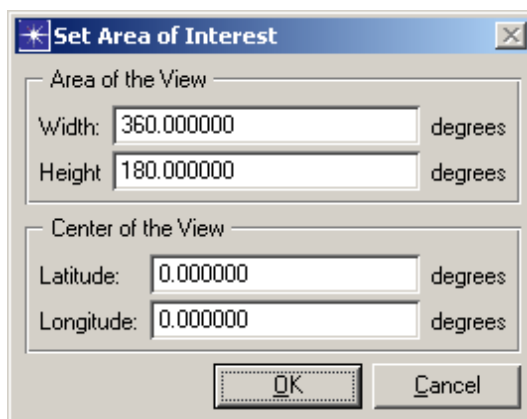 Set Area of Interest
Area of the View
Width: 360.000000 degrees
Height 180.000000 degrees
Center of the View
Latitude: 0.000000 degrees
Longitude: 0.000000 degrees
OK Cancel